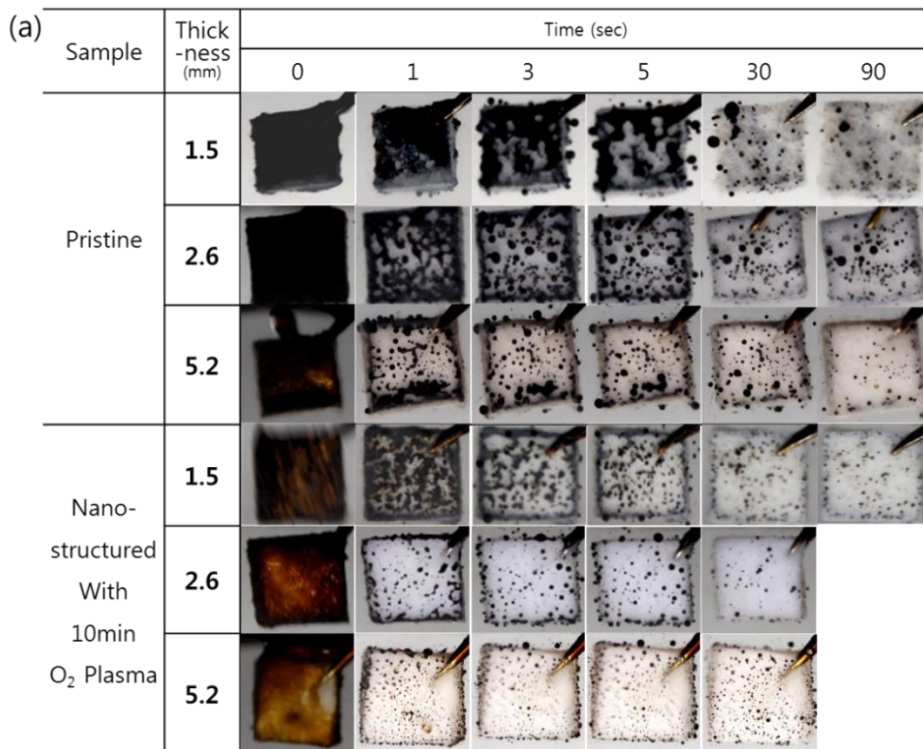 (a)
Sample
Thick
-ness
(mm)
Time (sec)
0 1 3 5 30 90
Pristine
1.5
2.6
5.2
Nano-
structured
With
10min
O₂ Plasma
1.5
2.6
5.2